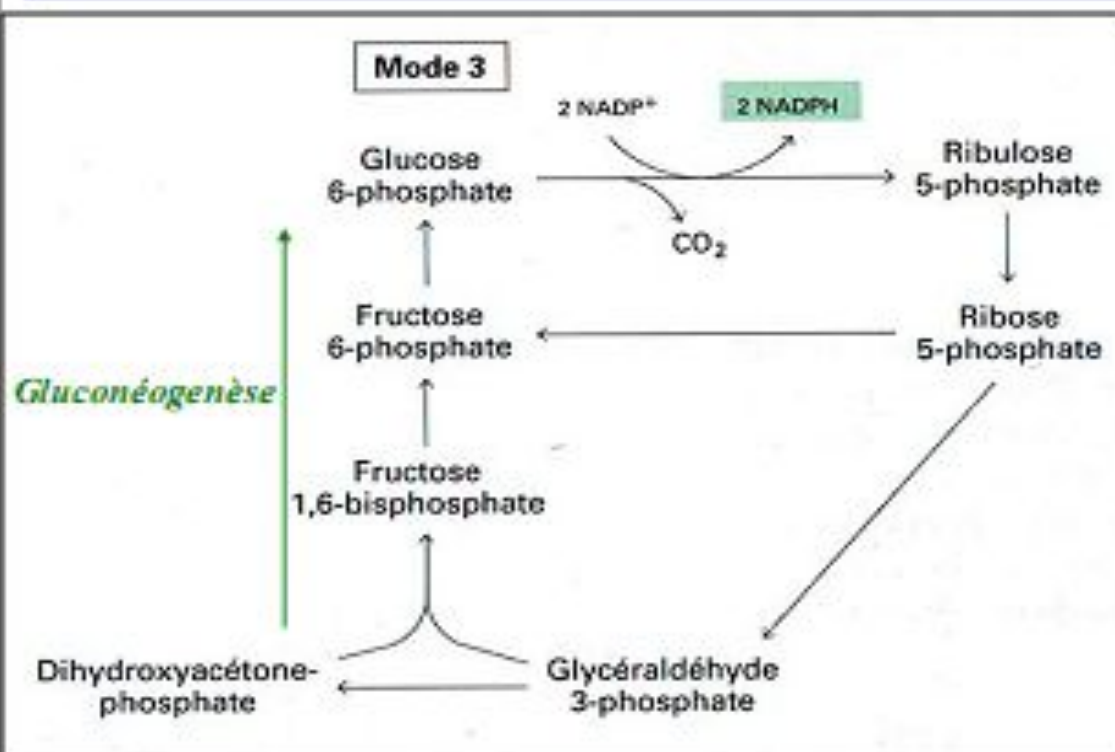 Mode 3
2 NADP+
2 NADPH
Glucose
6-phosphate
Ribulose
5-phosphate
CO₂
Fructose
6-phosphate
Ribose
5-phosphate
Gluconéogenèse
Fructose
1,6-bisphosphate
Dihydroxyacétone-
phosphate
Glycéraldéhyde
3-phosphate